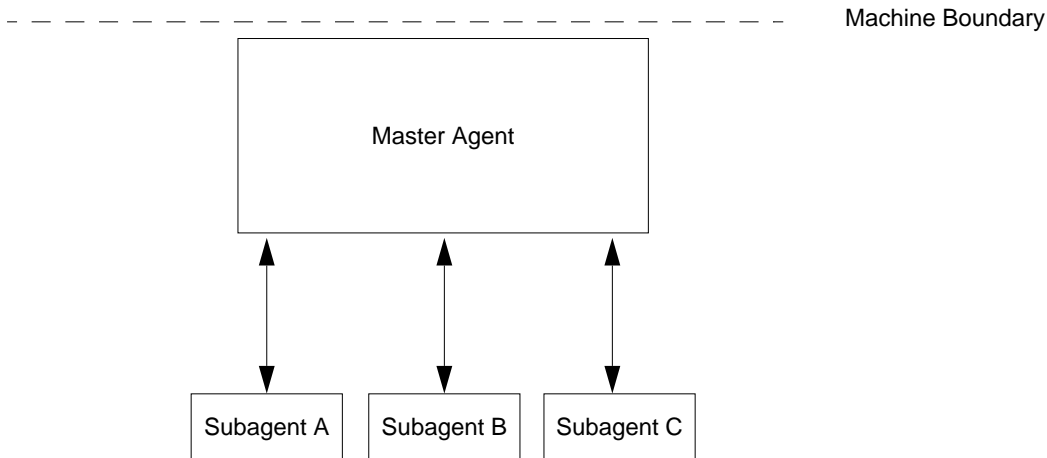 Machine Boundary
Master Agent
Subagent A
Subagent B
Subagent C